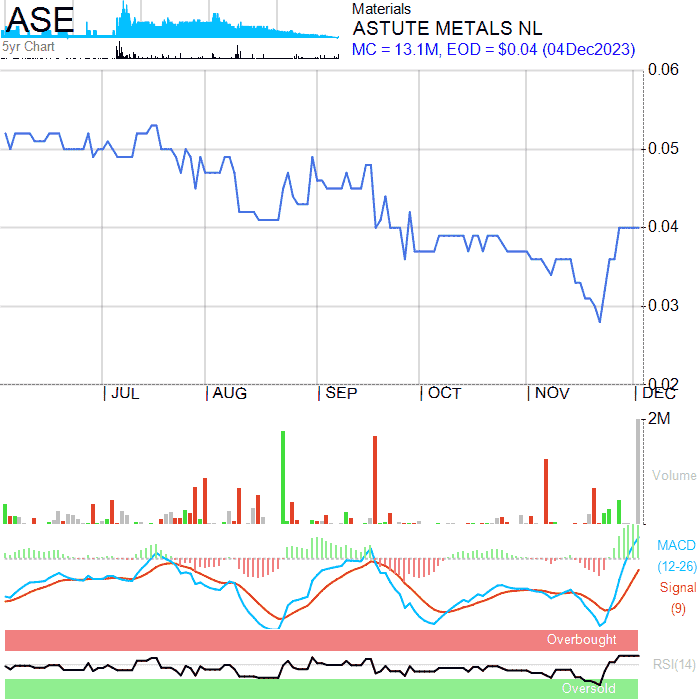 ASE
5yr Chart
Materials
ASTUTE METALS NL
MC = 13.1M, EOD = $0.04 (04Dec2023)
0.06
0.05
0.04
0.03
0.02
JUL AUG SEP OCT NOV DEC
2M
Volume
MACD
(12-26)
Signal
(9)
Overbought
RSI(14)
Oversold